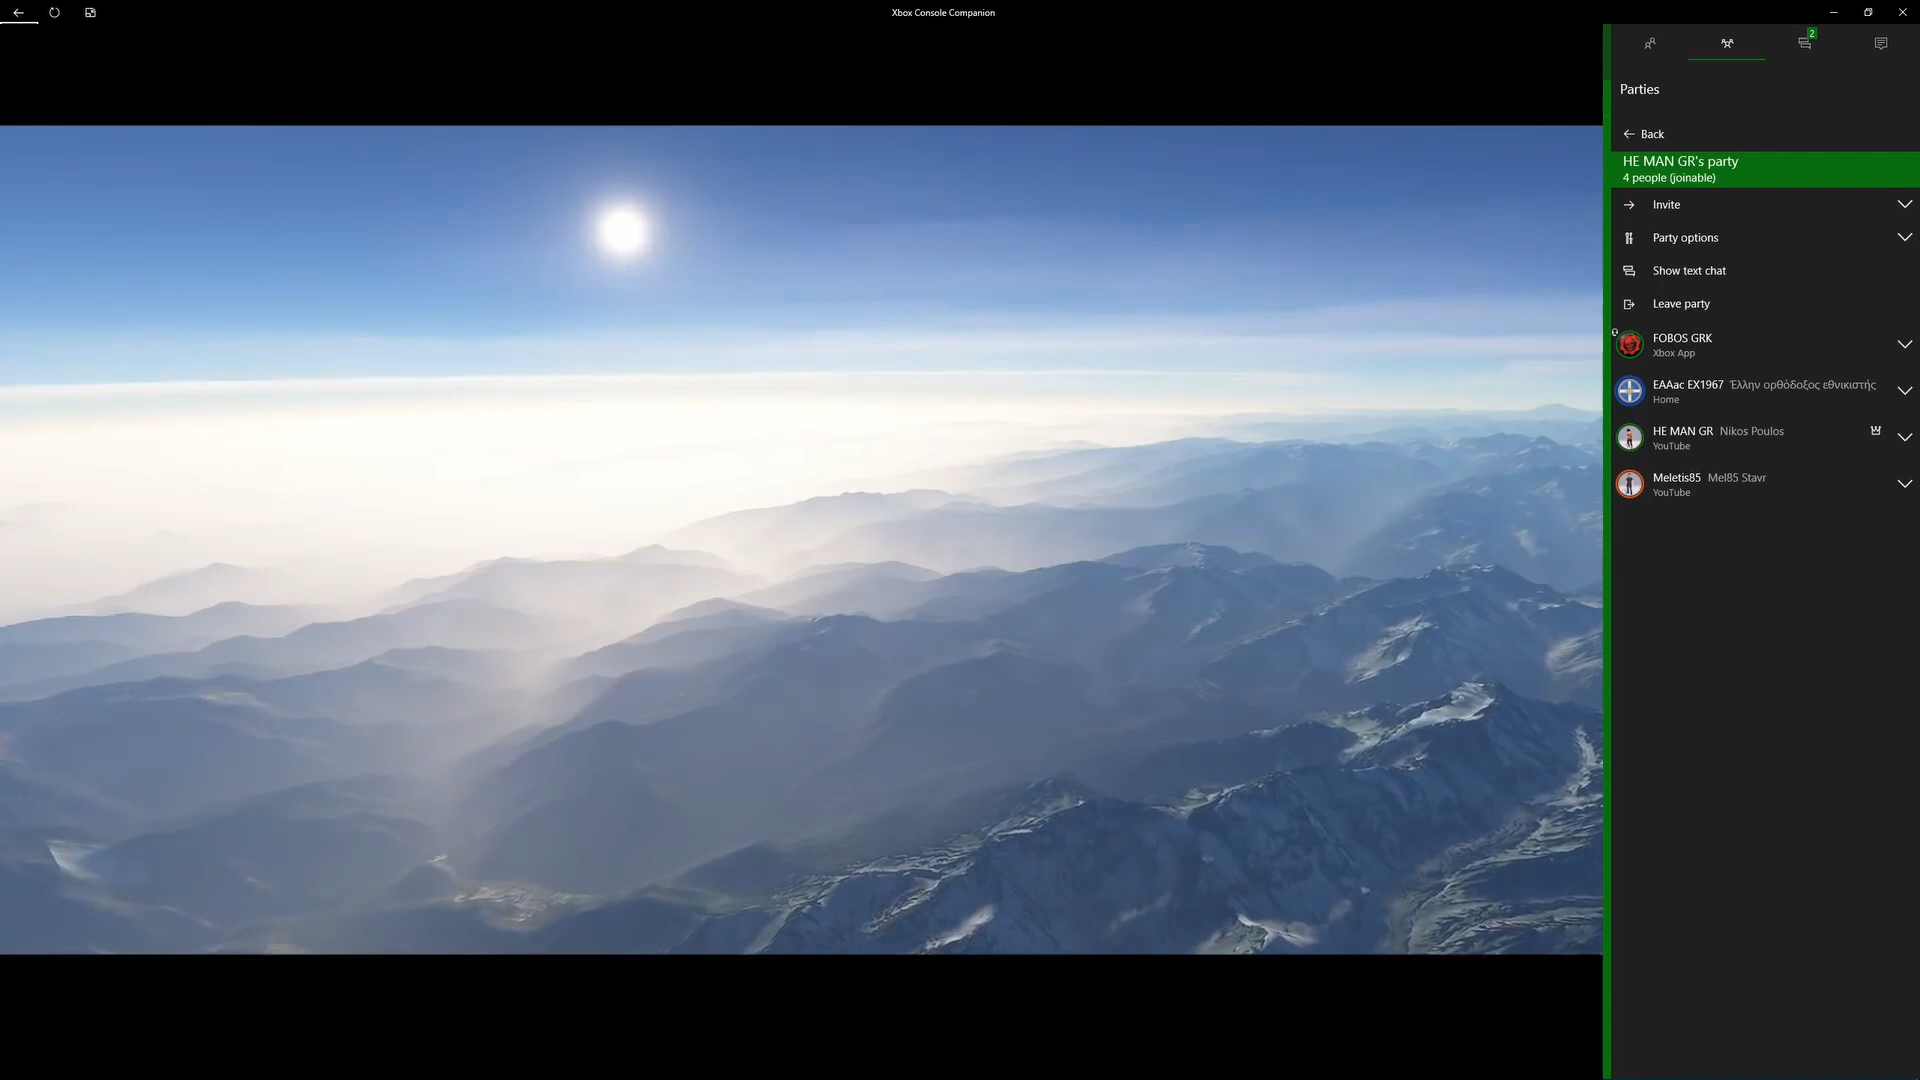 Xbox Console Companion
2
Parties
Back
HE MAN GR's party
4 people (joinable)
Invite
Party options
Show text chat
Leave party
FOBOS GRK
Xbox App
EAAac EX1967 Έλλην ορθόδοξος εθνικιστής
Home
HE MAN GR Nikos Poulos
YouTube
Meletis85 Mel85 Stavr
YouTube